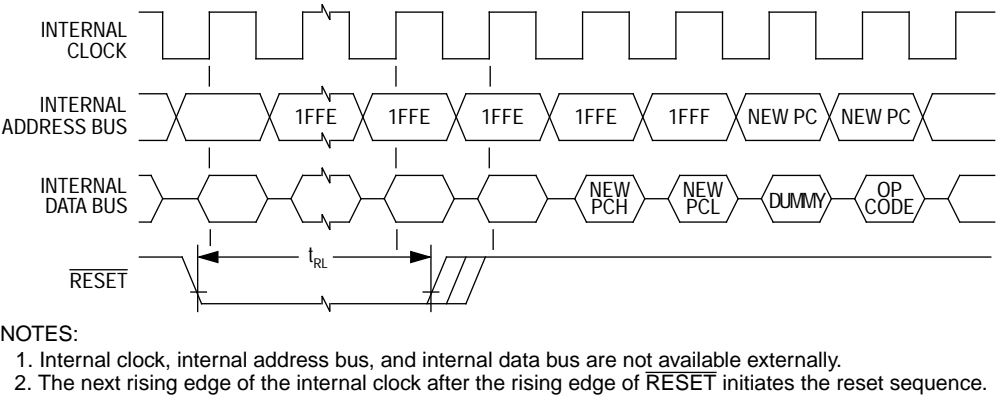 INTERNAL
CLOCK
INTERNAL
ADDRESS BUS
1FFE
1FFE
1FFE
1FFE
1FFF
NEW PC
NEW PC
INTERNAL
DATA BUS
NEW
PCH
NEW
PCL
DUMMY
OP
CODE
RESET
tRL
NOTES:
1. Internal clock, internal address bus, and internal data bus are not available externally.
2. The next rising edge of the internal clock after the rising edge of RESET initiates the reset sequence.